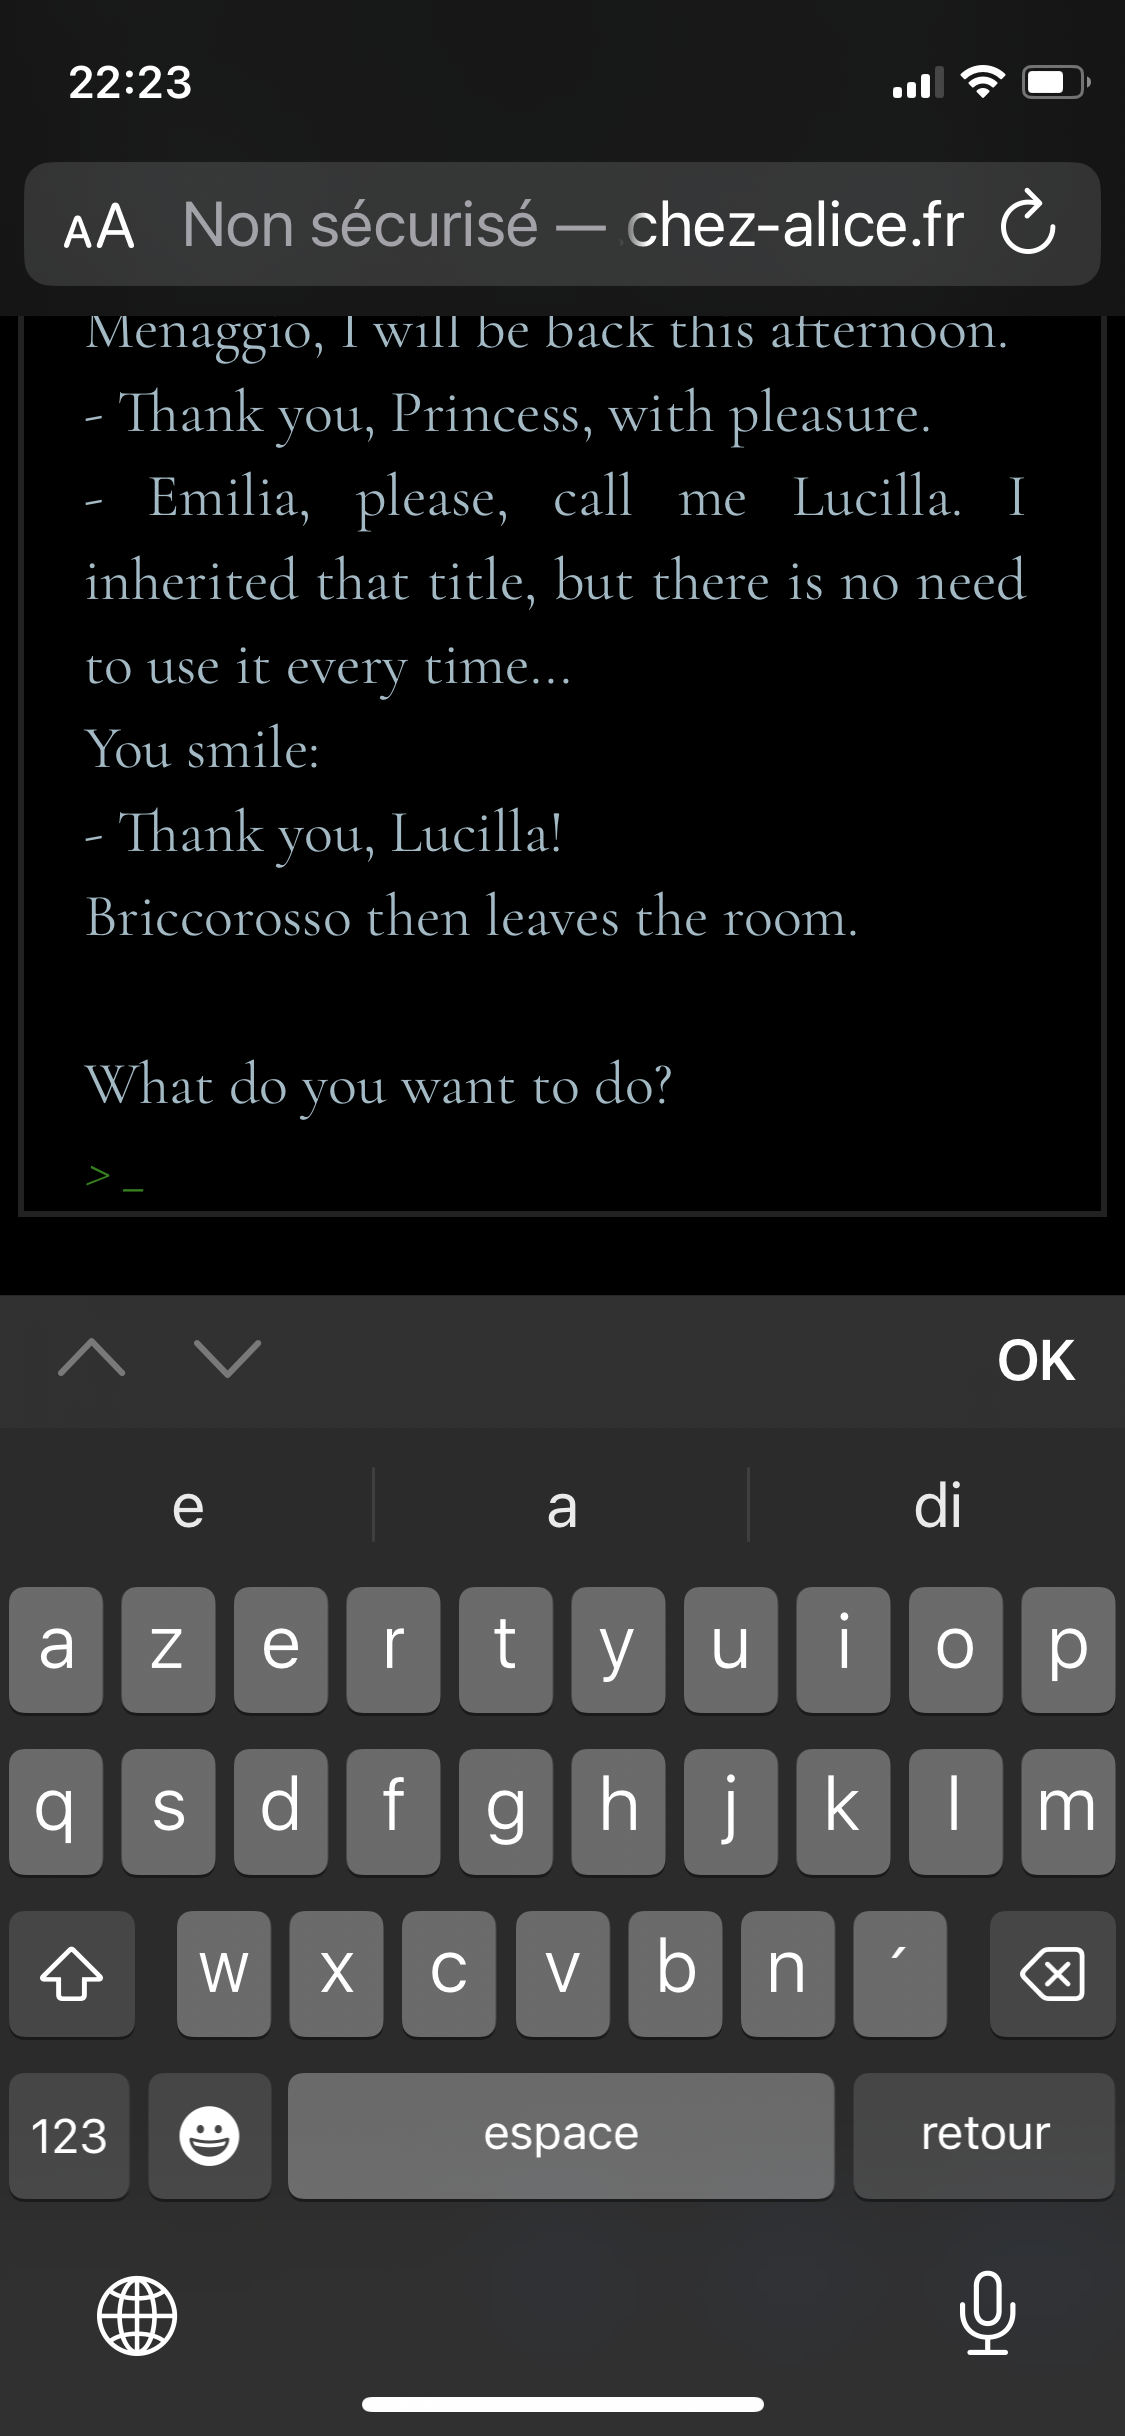 22:23
AA Non sécurisé — chez-alice.fr
Menaggio, I will be back this afternoon.
- Thank you, Princess, with pleasure.
- Emilia, please, call me Lucilla. I
inherited that title, but there is no need
to use it every time...
You smile:
- Thank you, Lucilla!
Briccorosso then leaves the room.
What do you want to do?
> _
OK
e a di
a z e r t y u i o p
q s d f g h j k l m
w x c v b n ´
123 espace retour